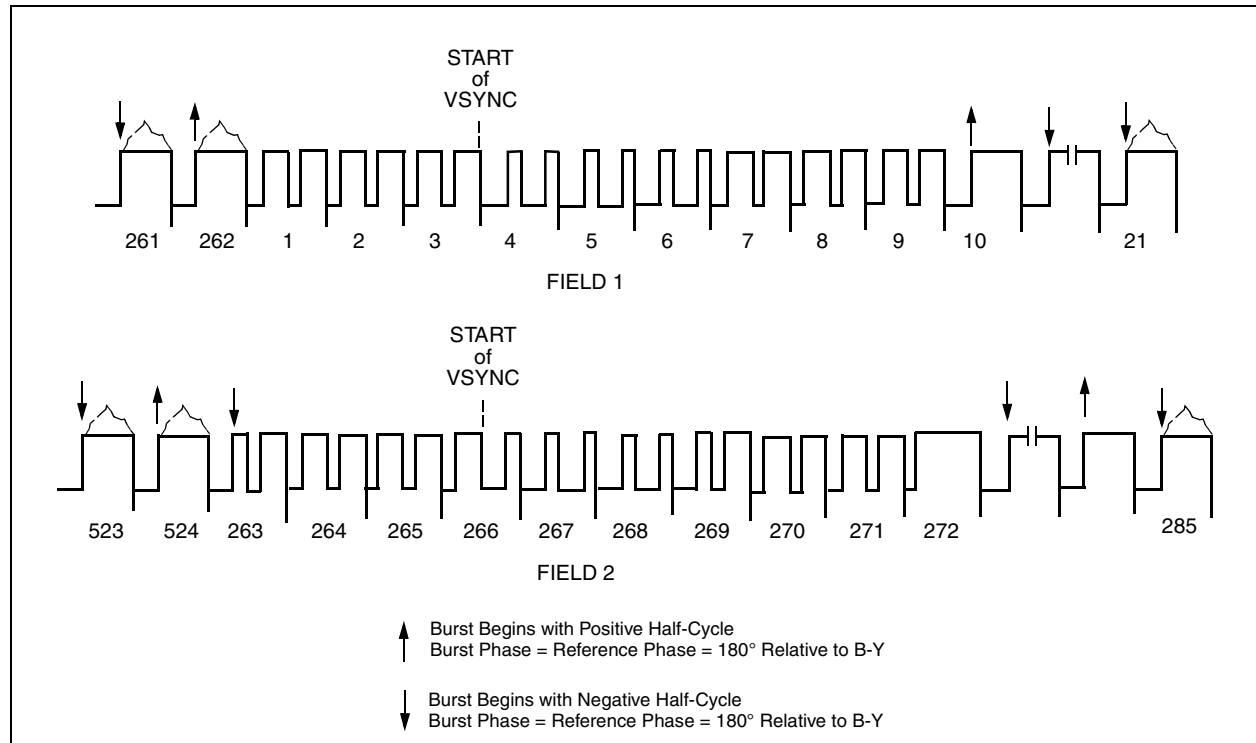 START
of
VSYNC
261 262 1 2 3 4 5 6 7 8 9 10 21
FIELD 1
START
of
VSYNC
523 524 263 264 265 266 267 268 269 270 271 272 285
FIELD 2
Burst Begins with Positive Half-Cycle
Burst Phase = Reference Phase = 180° Relative to B-Y
Burst Begins with Negative Half-Cycle
Burst Phase = Reference Phase = 180° Relative to B-Y